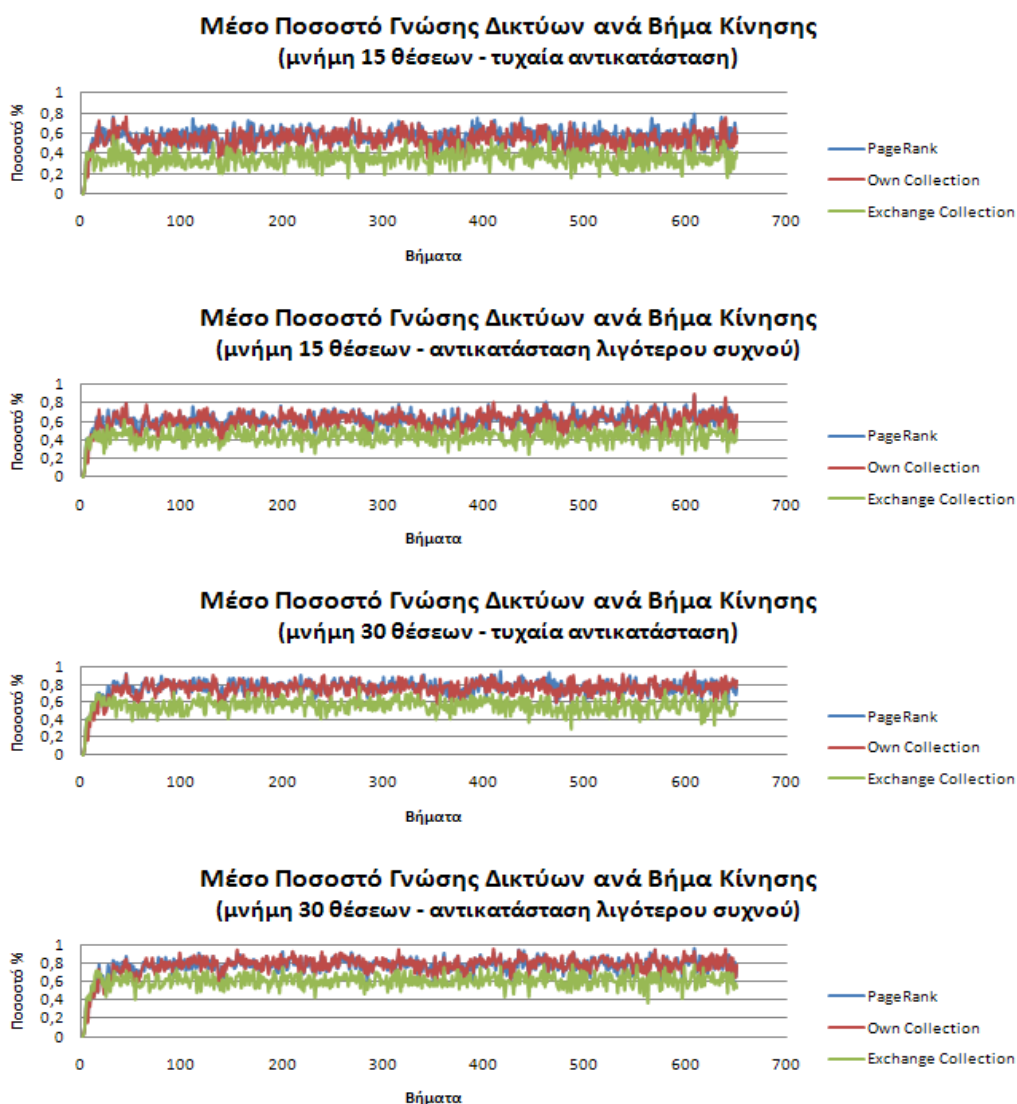 Μέσο Ποσοστό Γνώσης Δικτύων ανά Βήμα Κίνησης
(μνήμη 15 θέσεων - τυχαία αντικατάσταση)
Ποσοστό %
1
0,8
0,6
0,4
0,2
0
0 100 200 300 400 500 600 700
Βήματα
PageRank
Own Collection
Exchange Collection
Μέσο Ποσοστό Γνώσης Δικτύων ανά Βήμα Κίνησης
(μνήμη 15 θέσεων - αντικατάσταση λιγότερου συχνού)
Ποσοστό %
1
0,8
0,6
0,4
0,2
0
0 100 200 300 400 500 600 700
Βήματα
PageRank
Own Collection
Exchange Collection
Μέσο Ποσοστό Γνώσης Δικτύων ανά Βήμα Κίνησης
(μνήμη 30 θέσεων - τυχαία αντικατάσταση)
Ποσοστό %
1
0,8
0,6
0,4
0,2
0
0 100 200 300 400 500 600 700
Βήματα
PageRank
Own Collection
Exchange Collection
Μέσο Ποσοστό Γνώσης Δικτύων ανά Βήμα Κίνησης
(μνήμη 30 θέσεων - αντικατάσταση λιγότερου συχνού)
Ποσοστό %
1
0,8
0,6
0,4
0,2
0
0 100 200 300 400 500 600 700
Βήματα
PageRank
Own Collection
Exchange Collection